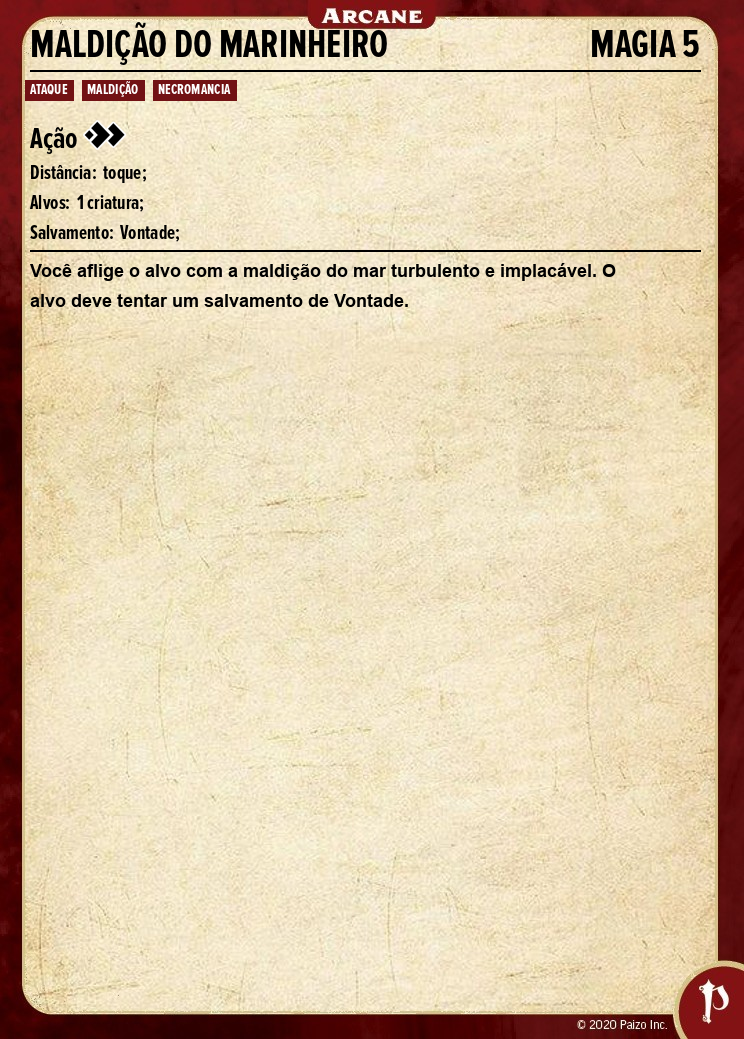 ARCANE
MALDIÇÃO DO MARINHEIRO MAGIA 5
ATAQUE MALDIÇÃO NECROMANCIA
Ação
Distância: toque;
Alvos: 1 criatura;
Salvamento: Vontade;
Você aflige o alvo com a maldição do mar turbulento e implacável. O
alvo deve tentar um salvamento de Vontade.
© 2020 Paizo Inc.
P